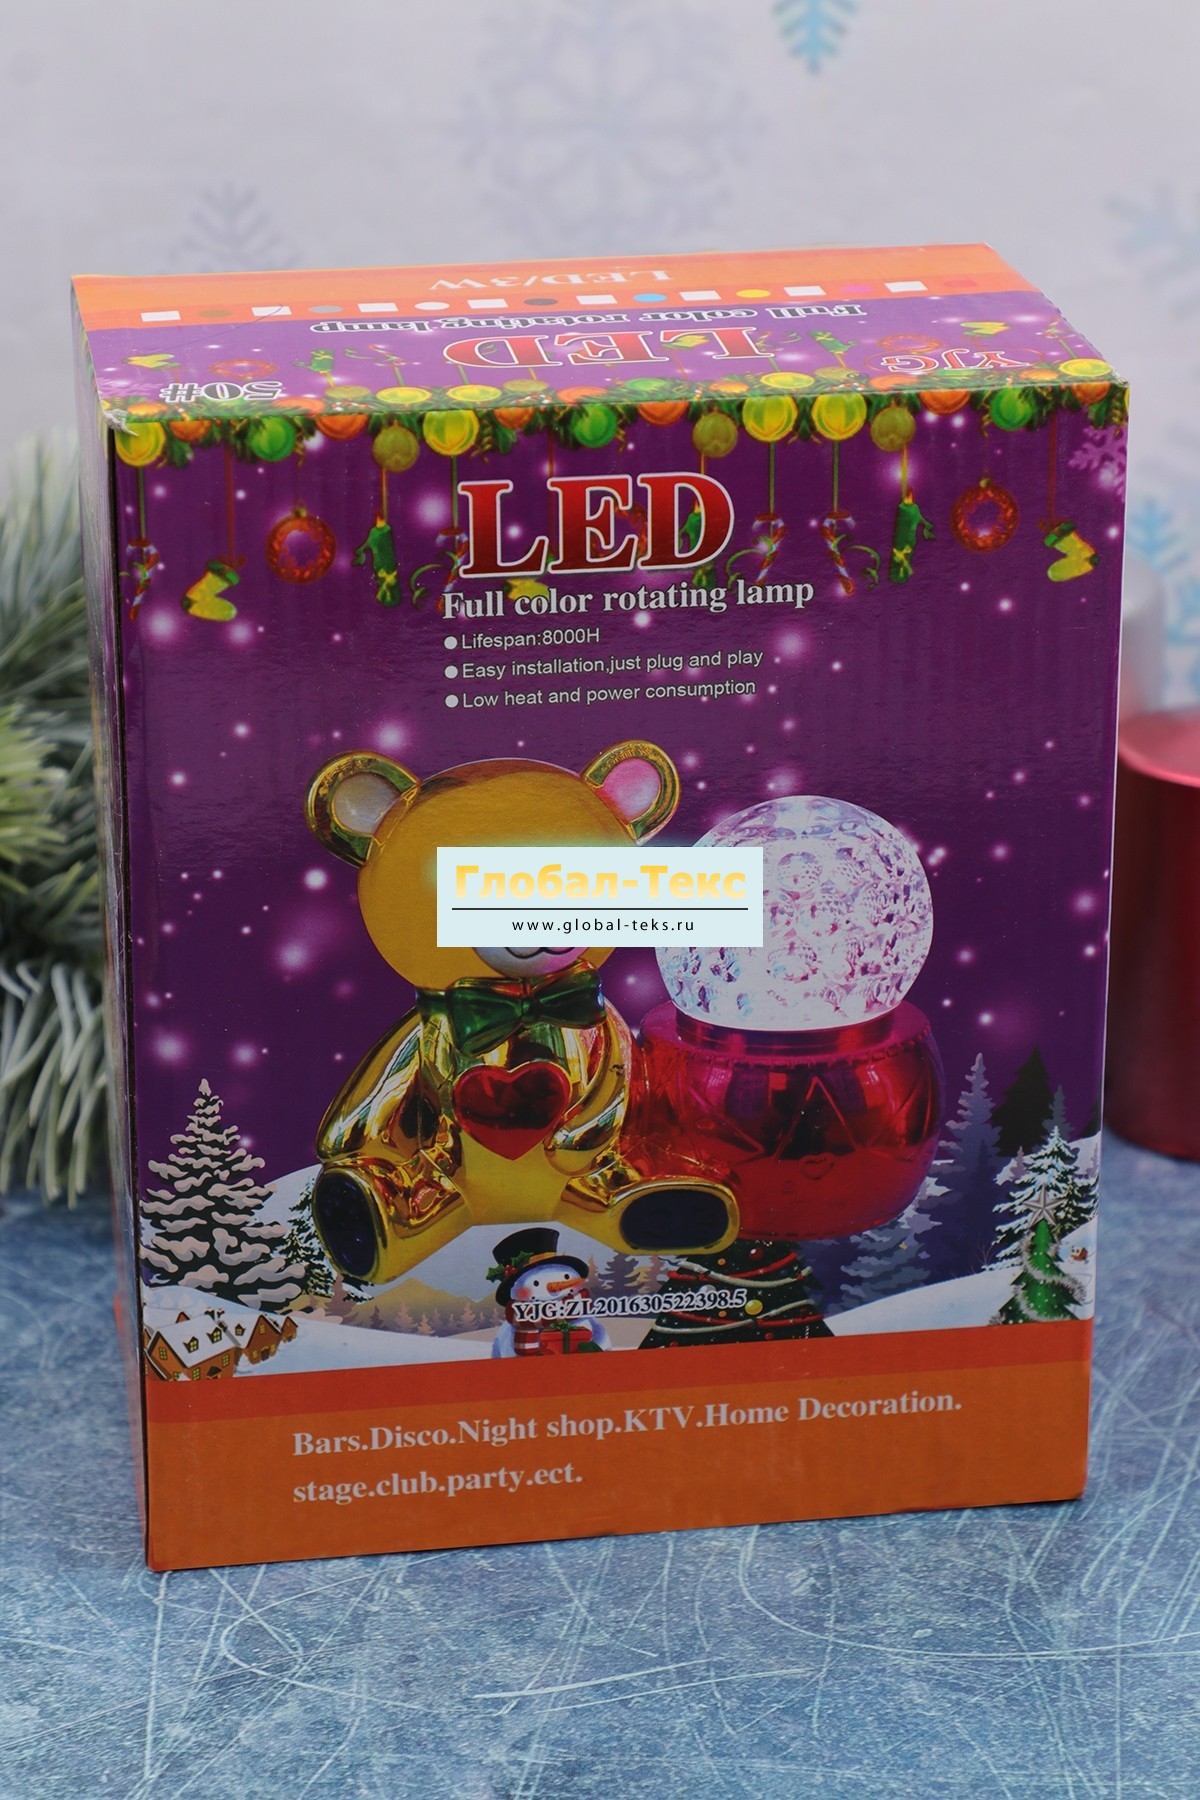 LED/3W
Full color rotating lamp
LED
YJG
50#
LED
Full color rotating lamp
●Lifespan:8000H
●Easy installation,just plug and play
●Low heat and power consumption
Глобал-Текс
www.global-teks.ru
YJG:ZL201630522398.5
Bars.Disco.Night shop.KTV.Home Decoration.
stage.club.party.ect.